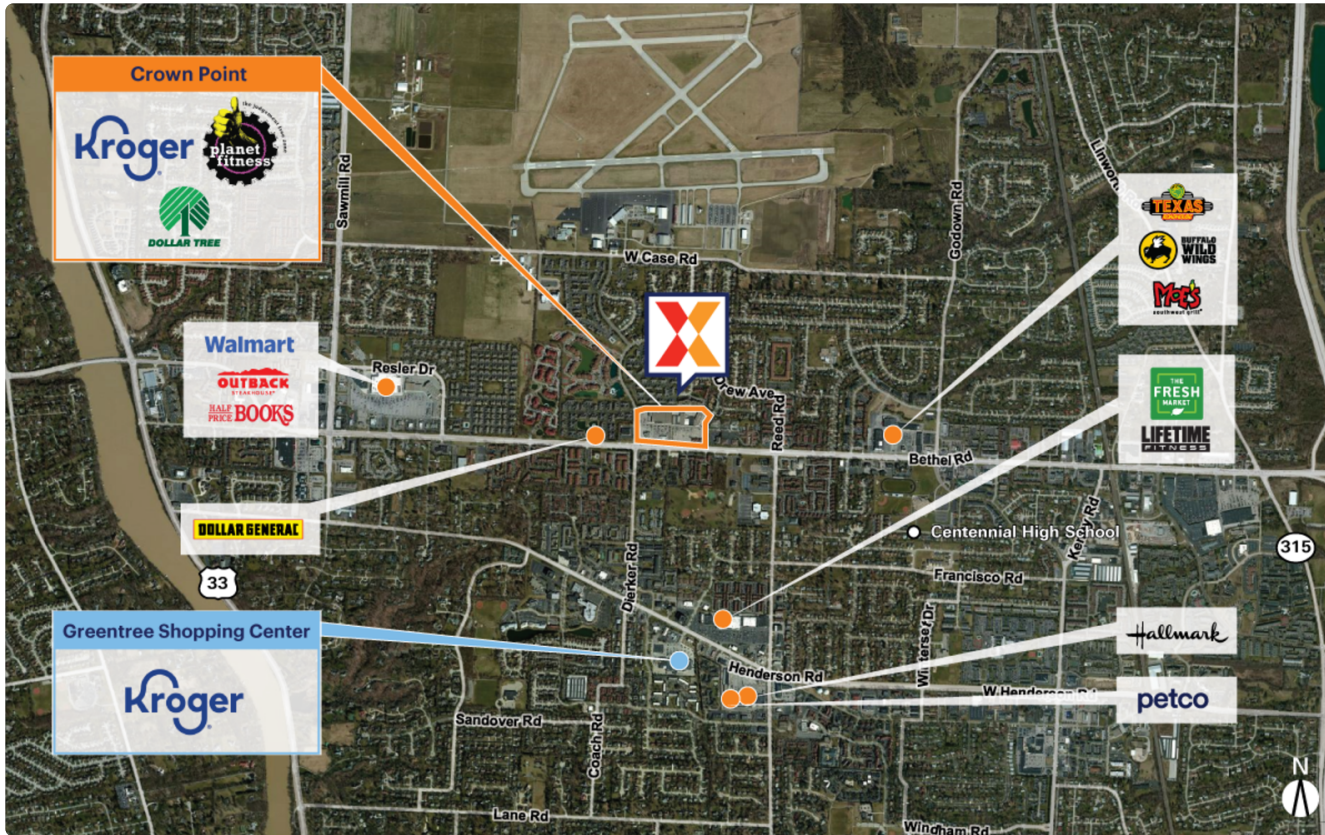 Crown Point
Kroger
the judgement free zone
planet
fitness
DOLLAR TREE
Sawmill Rd
W Case Rd
Godown Rd
TEXAS
BUFFALO
WILD
WINGS
MOE'S
southwest grill
Walmart
OUTBACK
STEAKHOUSE
HALF
PRICE BOOKS
Resler Dr
Drew Ave
Reed Rd
THE
FRESH
MARKET
LIFETIME
FITNESS
Bethel Rd
DOLLAR GENERAL
Centennial High School
Kenny Rd
315
33
Dierker Rd
Francisco Rd
Greentree Shopping Center
Kroger
Henderson Rd
W Henderson Rd
Hallmark
petco
Sandover Rd
Coach Rd
Lane Rd
Windham Rd
N